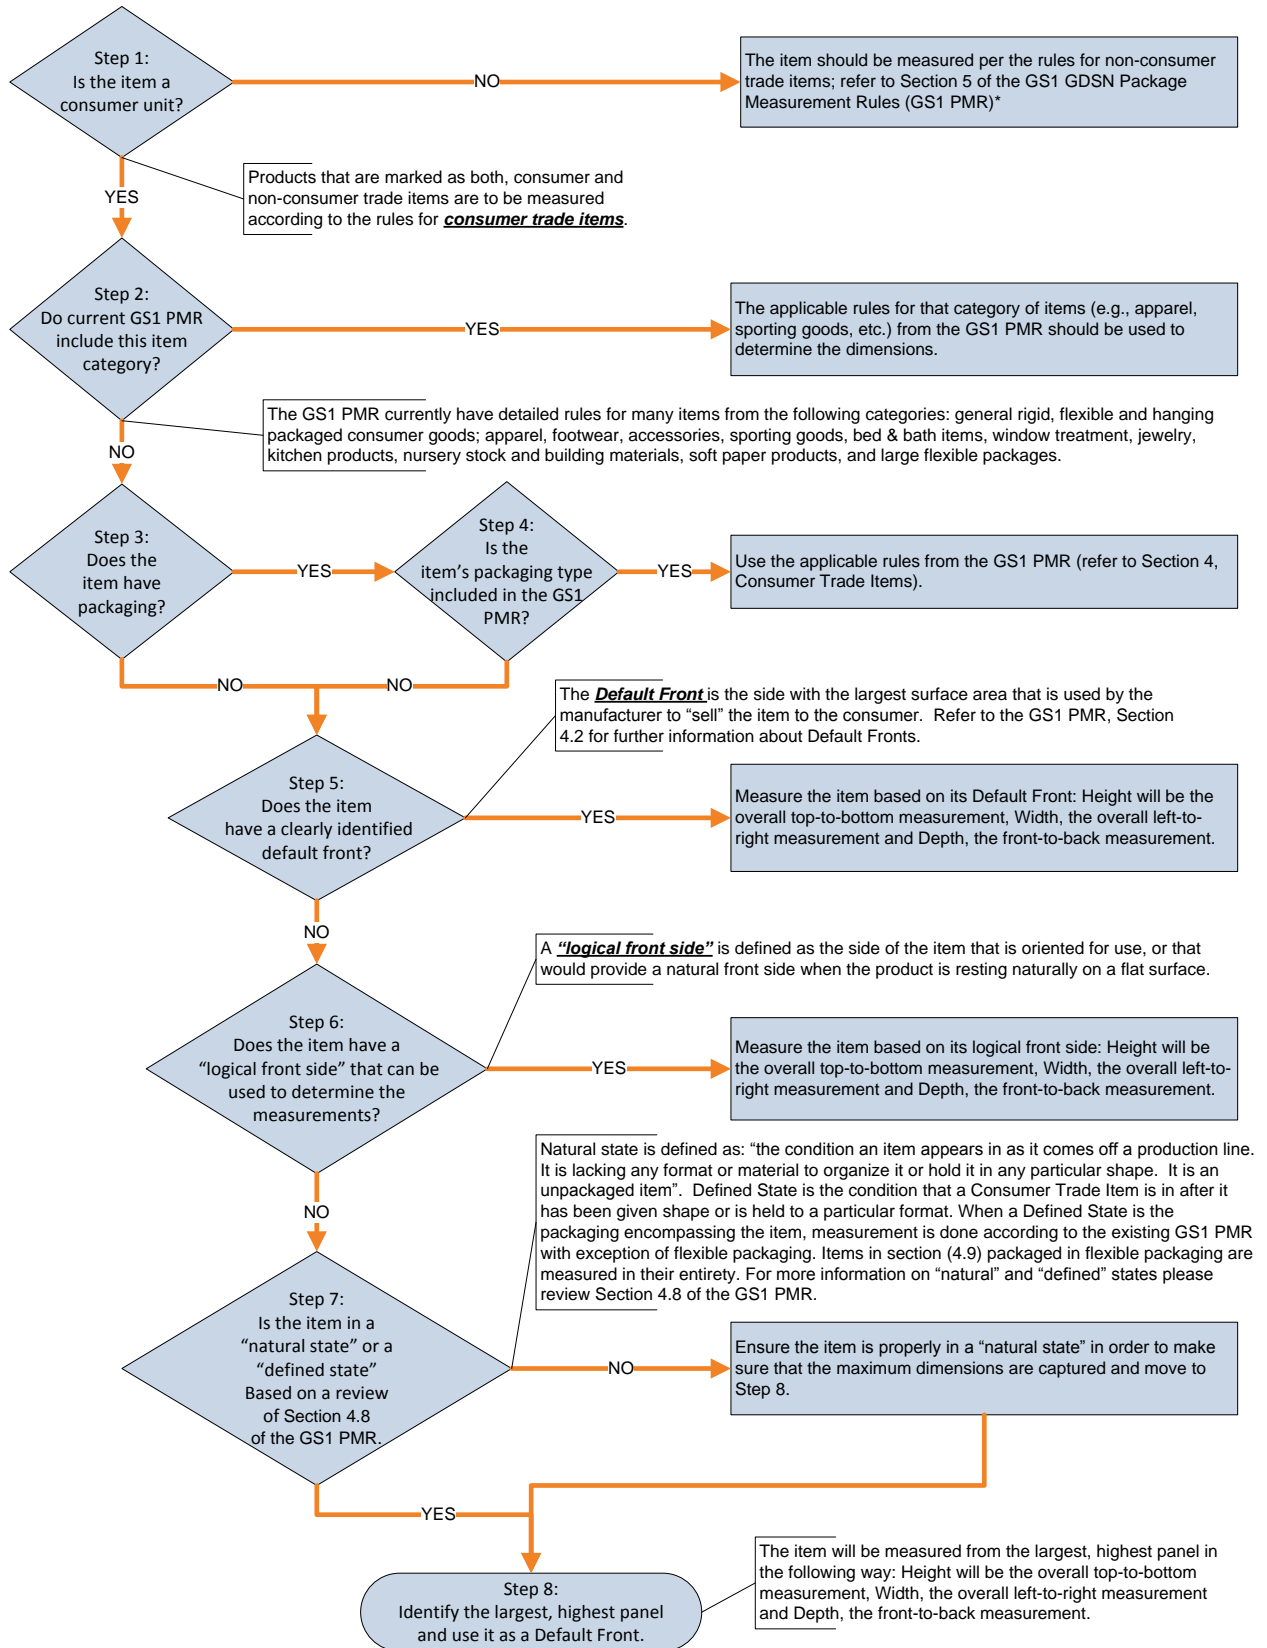 Step 1:
Is the item a
consumer unit?
NO
The item should be measured per the rules for non-consumer
trade items; refer to Section 5 of the GS1 GDSN Package
Measurement Rules (GS1 PMR)*
YES
Products that are marked as both, consumer and
non-consumer trade items are to be measured
according to the rules for consumer trade items.
Step 2:
Do current GS1 PMR
include this item
category?
YES
The applicable rules for that category of items (e.g., apparel,
sporting goods, etc.) from the GS1 PMR should be used to
determine the dimensions.
NO
The GS1 PMR currently have detailed rules for many items from the following categories: general rigid, flexible and hanging
packaged consumer goods; apparel, footwear, accessories, sporting goods, bed & bath items, window treatment, jewelry,
kitchen products, nursery stock and building materials, soft paper products, and large flexible packages.
Step 3:
Does the
item have
packaging?
YES
Step 4:
Is the
item's packaging type
included in the GS1
PMR?
YES
Use the applicable rules from the GS1 PMR (refer to Section 4,
Consumer Trade Items).
NO
NO
The Default Front is the side with the largest surface area that is used by the
manufacturer to “sell” the item to the consumer.  Refer to the GS1 PMR, Section
4.2 for further information about Default Fronts.
Step 5:
Does the item
have a clearly identified
default front?
YES
Measure the item based on its Default Front: Height will be the
overall top-to-bottom measurement, Width, the overall left-to-
right measurement and Depth, the front-to-back measurement.
NO
A “logical front side” is defined as the side of the item that is oriented for use, or that
would provide a natural front side when the product is resting naturally on a flat surface.
Step 6:
Does the item have a
“logical front side” that can be
used to determine the
measurements?
YES
Measure the item based on its logical front side: Height will be
the overall top-to-bottom measurement, Width, the overall left-to-
right measurement and Depth, the front-to-back measurement.
NO
Natural state is defined as: “the condition an item appears in as it comes off a production line.
It is lacking any format or material to organize it or hold it in any particular shape.  It is an
unpackaged item”.  Defined State is the condition that a Consumer Trade Item is in after it
has been given shape or is held to a particular format. When a Defined State is the
packaging encompassing the item, measurement is done according to the existing GS1 PMR
with exception of flexible packaging. Items in section (4.9) packaged in flexible packaging are
measured in their entirety. For more information on “natural” and “defined” states please
review Section 4.8 of the GS1 PMR.
Step 7:
Is the item in a
“natural state” or a
“defined state”
Based on a review
of Section 4.8
of the GS1 PMR.
NO
Ensure the item is properly in a “natural state” in order to make
sure that the maximum dimensions are captured and move to
Step 8.
YES
Step 8:
Identify the largest, highest panel
and use it as a Default Front.
The item will be measured from the largest, highest panel in
the following way: Height will be the overall top-to-bottom
measurement, Width, the overall left-to-right measurement
and Depth, the front-to-back measurement.